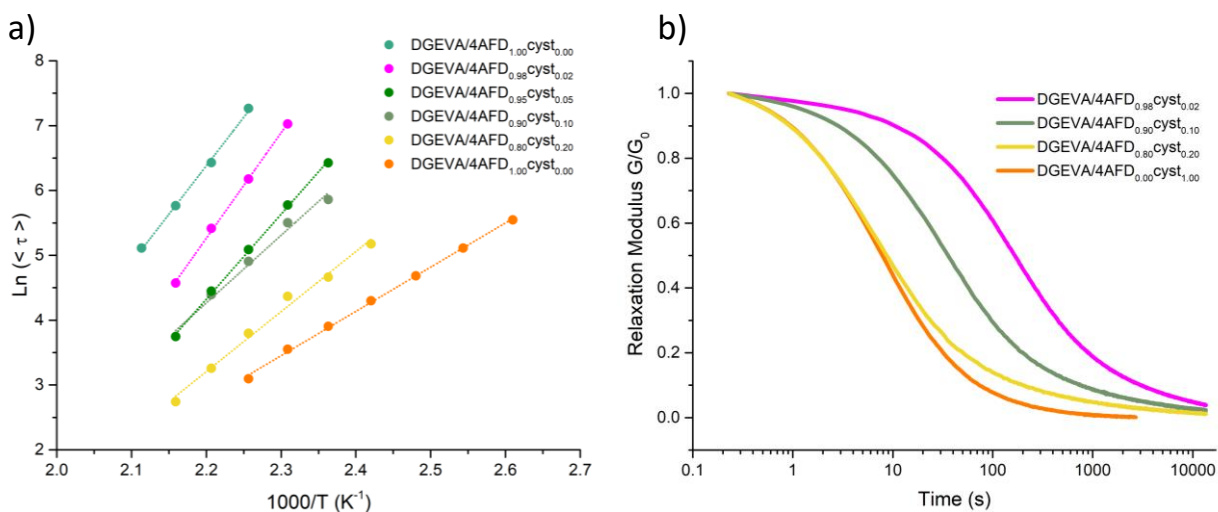 a)
DGEVA/4AFD1.00cyst0.00
DGEVA/4AFD0.98cyst0.02
DGEVA/4AFD0.95cyst0.05
DGEVA/4AFD0.90cyst0.10
DGEVA/4AFD0.80cyst0.20
DGEVA/4AFD1.00cyst0.00
8
7
6
5
4
3
2
Ln (< τ >)
2.0 2.1 2.2 2.3 2.4 2.5 2.6 2.7
1000/T (K-1)
b)
DGEVA/4AFD0.98cyst0.02
DGEVA/4AFD0.90cyst0.10
DGEVA/4AFD0.80cyst0.20
DGEVA/4AFD0.00cyst1.00
1.0
0.8
0.6
0.4
0.2
0.0
Relaxation Modulus G/G0
0.1 1 10 100 1000 10000
Time (s)